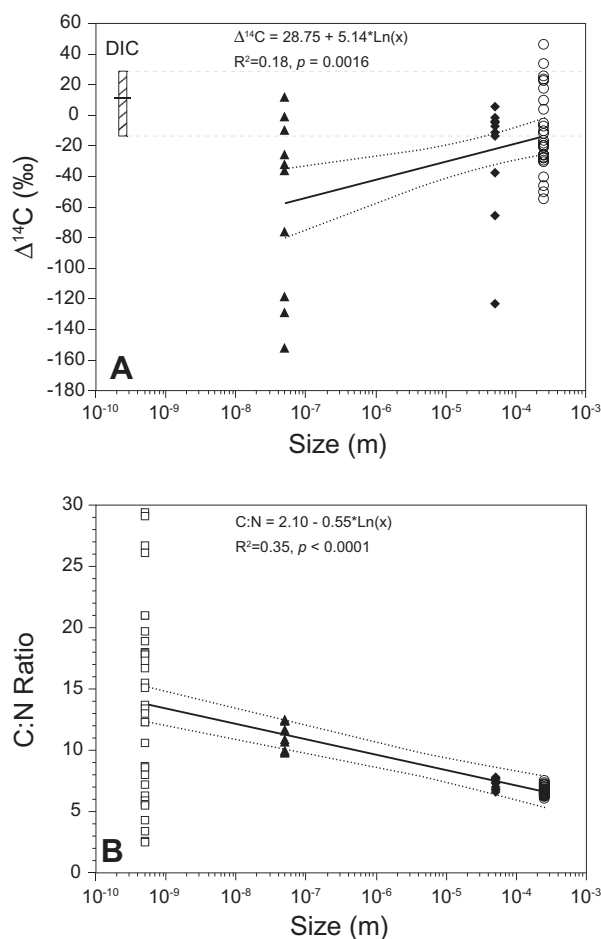 60
40
20
0
-20
-40
-60
-80
-100
-120
-140
-160
-180
Δ¹⁴C (‰)
DIC
Δ¹⁴C = 28.75 + 5.14*Ln(x)
R²=0.18, p = 0.0016
A
10⁻¹⁰ 10⁻⁹ 10⁻⁸ 10⁻⁷ 10⁻⁶ 10⁻⁵ 10⁻⁴ 10⁻³
Size (m)
30
25
20
15
10
5
0
C:N Ratio
C:N = 2.10 - 0.55*Ln(x)
R²=0.35, p < 0.0001
B
10⁻¹⁰ 10⁻⁹ 10⁻⁸ 10⁻⁷ 10⁻⁶ 10⁻⁵ 10⁻⁴ 10⁻³
Size (m)